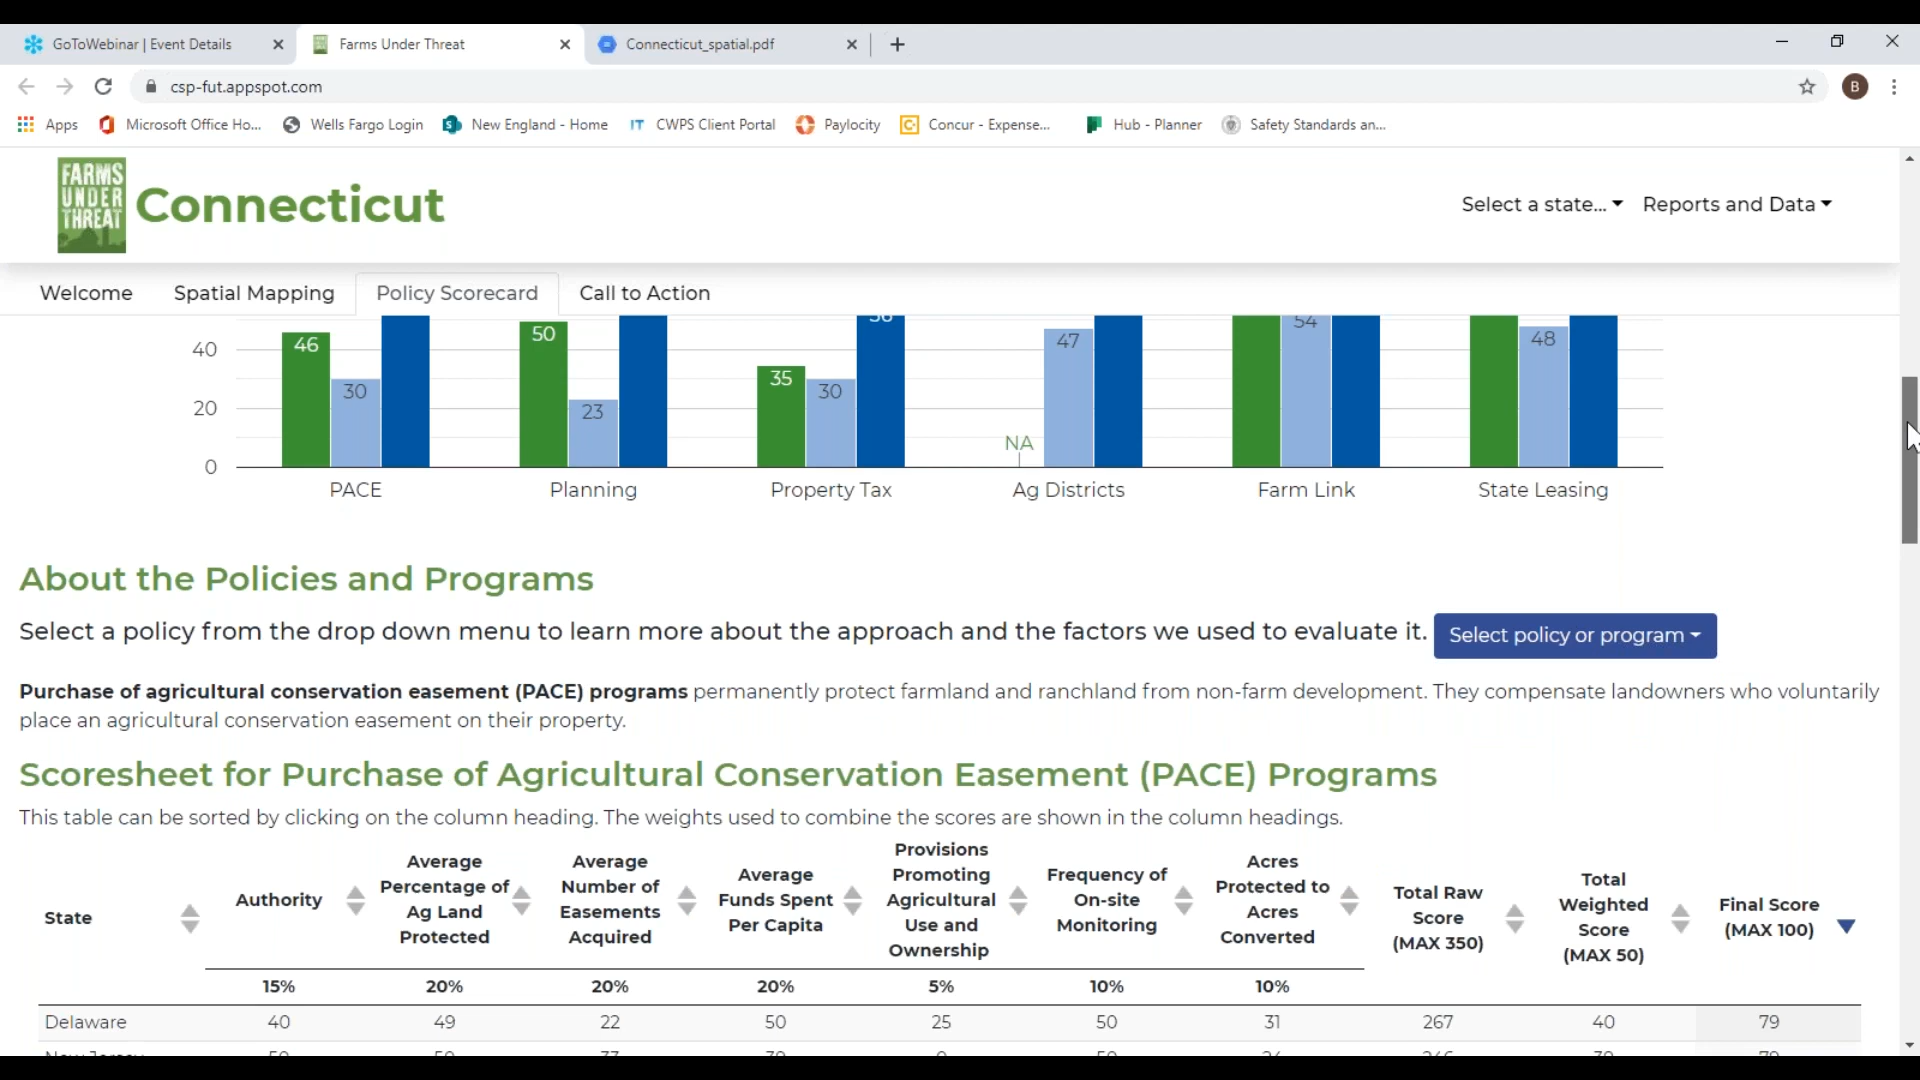 GoToWebinar | Event Details
Farms Under Threat
Connecticut_spatial.pdf
csp-fut.appspot.com
B
Apps
Microsoft Office Ho...
Wells Fargo Login
New England - Home
IT CWPS Client Portal
Paylocity
Concur - Expense...
Hub - Planner
Safety Standards an...
FARMS
UNDER
THREAT
Connecticut
Select a state...
Reports and Data
Welcome
Spatial Mapping
Policy Scorecard
Call to Action
40
20
0
46
30
50
23
35
30
56
NA
47
54
48
PACE
Planning
Property Tax
Ag Districts
Farm Link
State Leasing
About the Policies and Programs
Select a policy from the drop down menu to learn more about the approach and the factors we used to evaluate it.
Select policy or program
Purchase of agricultural conservation easement (PACE) programs permanently protect farmland and ranchland from non-farm development. They compensate landowners who voluntarily
place an agricultural conservation easement on their property.
Scoresheet for Purchase of Agricultural Conservation Easement (PACE) Programs
This table can be sorted by clicking on the column heading. The weights used to combine the scores are shown in the column headings.
State
Authority
Average
Percentage of
Ag Land
Protected
Average
Number of
Easements
Acquired
Average
Funds Spent
Per Capita
Provisions
Promoting
Agricultural
Use and
Ownership
Frequency of
On-site
Monitoring
Acres
Protected to
Acres
Converted
Total Raw
Score
(MAX 350)
Total
Weighted
Score
(MAX 50)
Final Score
(MAX 100)
15% 20% 20% 20% 5% 10% 10%
Delaware 40 49 22 50 25 50 31 267 40 79